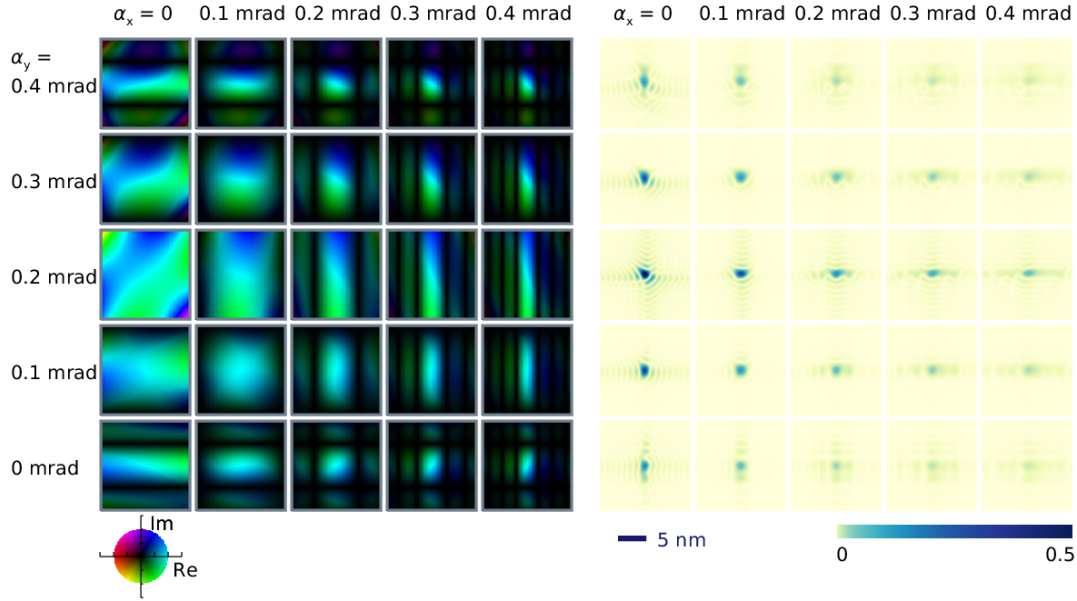 αx = 0 0.1 mrad 0.2 mrad 0.3 mrad 0.4 mrad αx = 0 0.1 mrad 0.2 mrad 0.3 mrad 0.4 mrad
αy =
0.4 mrad
0.3 mrad
0.2 mrad
0.1 mrad
0 mrad
Im
Re
5 nm
0 0.5